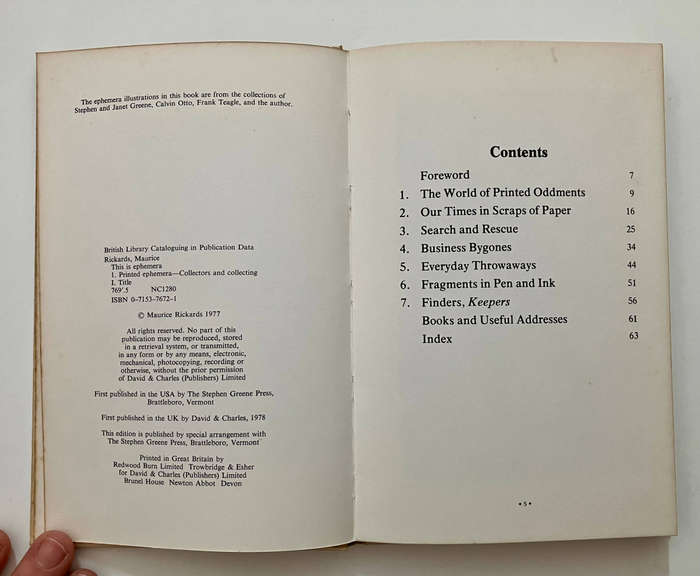 The ephemera illustrations in this book are from the collections of
Stephen and Janet Greene, Calvin Otto, Frank Teagle, and the author.
British Library Cataloguing in Publication Data
Rickards, Maurice
This is ephemera
1. Printed ephemera—Collectors and collecting
I. Title
769'.5 NC1280
ISBN 0-7153-7672-1
© Maurice Rickards 1977
All rights reserved. No part of this
publication may be reproduced, stored
in a retrieval system, or transmitted,
in any form or by any means, electronic,
mechanical, photocopying, recording or
otherwise, without the prior permission
of David & Charles (Publishers) Limited
First published in the USA by The Stephen Greene Press,
Brattleboro, Vermont
First published in the UK by David & Charles, 1978
This edition is published by special arrangement with
The Stephen Greene Press, Brattleboro, Vermont
Printed in Great Britain by
Redwood Burn Limited Trowbridge & Esher
for David & Charles (Publishers) Limited
Brunel House Newton Abbot Devon
Contents
Foreword 7
1. The World of Printed Oddments 9
2. Our Times in Scraps of Paper 16
3. Search and Rescue 25
4. Business Bygones 34
5. Everyday Throwaways 44
6. Fragments in Pen and Ink 51
7. Finders, Keepers 56
Books and Useful Addresses 61
Index 63
• 5 •